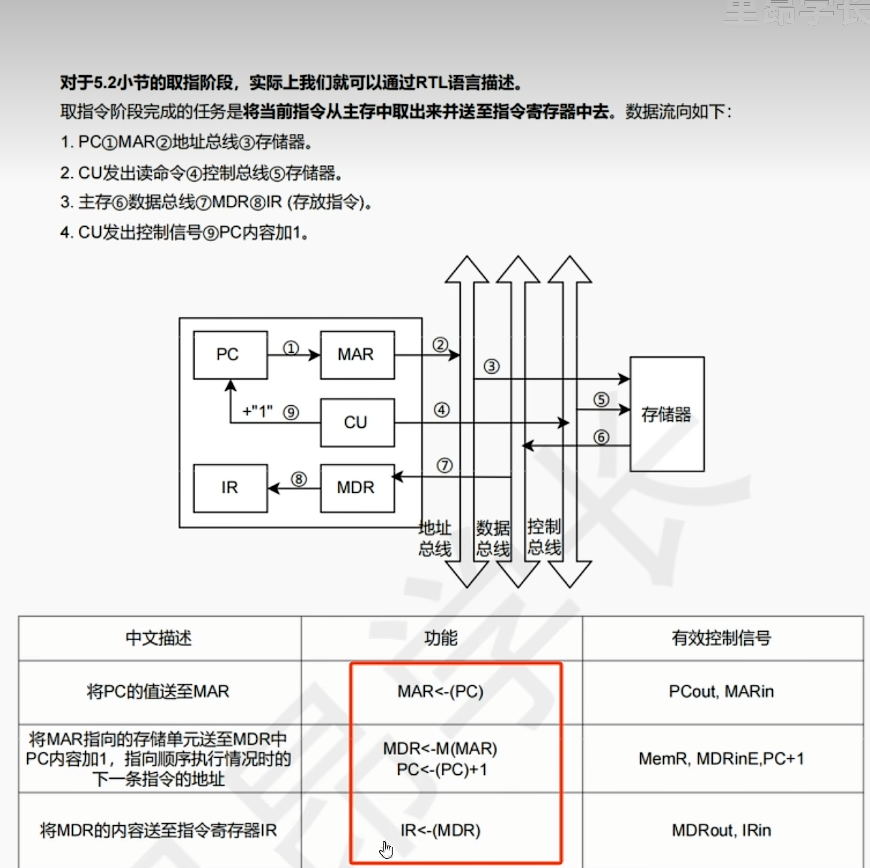 里昂学长
对于5.2小节的取指阶段，实际上我们就可以通过RTL语言描述。
取指令阶段完成的任务是将当前指令从主存中取出来并送至指令寄存器中去。数据流向如下：
1. PC①MAR②地址总线③存储器。
2. CU发出读命令④控制总线⑤存储器。
3. 主存⑥数据总线⑦MDR⑧IR (存放指令)。
4. CU发出控制信号⑨PC内容加1。
PC ① MAR ②
③
+"1" ⑨ CU ④
⑤
存储器
⑥
⑦
IR ⑧ MDR
地址 数据 控制
总线 总线 总线
中文描述 功能 有效控制信号
将PC的值送至MAR MAR<-(PC) PCout, MARin
将MAR指向的存储单元送至MDR中
PC内容加1，指向顺序执行情况时的
下一条指令的地址
MDR<-M(MAR)
PC<-(PC)+1
MemR, MDRinE,PC+1
将MDR的内容送至指令寄存器IR IR<-(MDR) MDRout, IRin
里昂学长